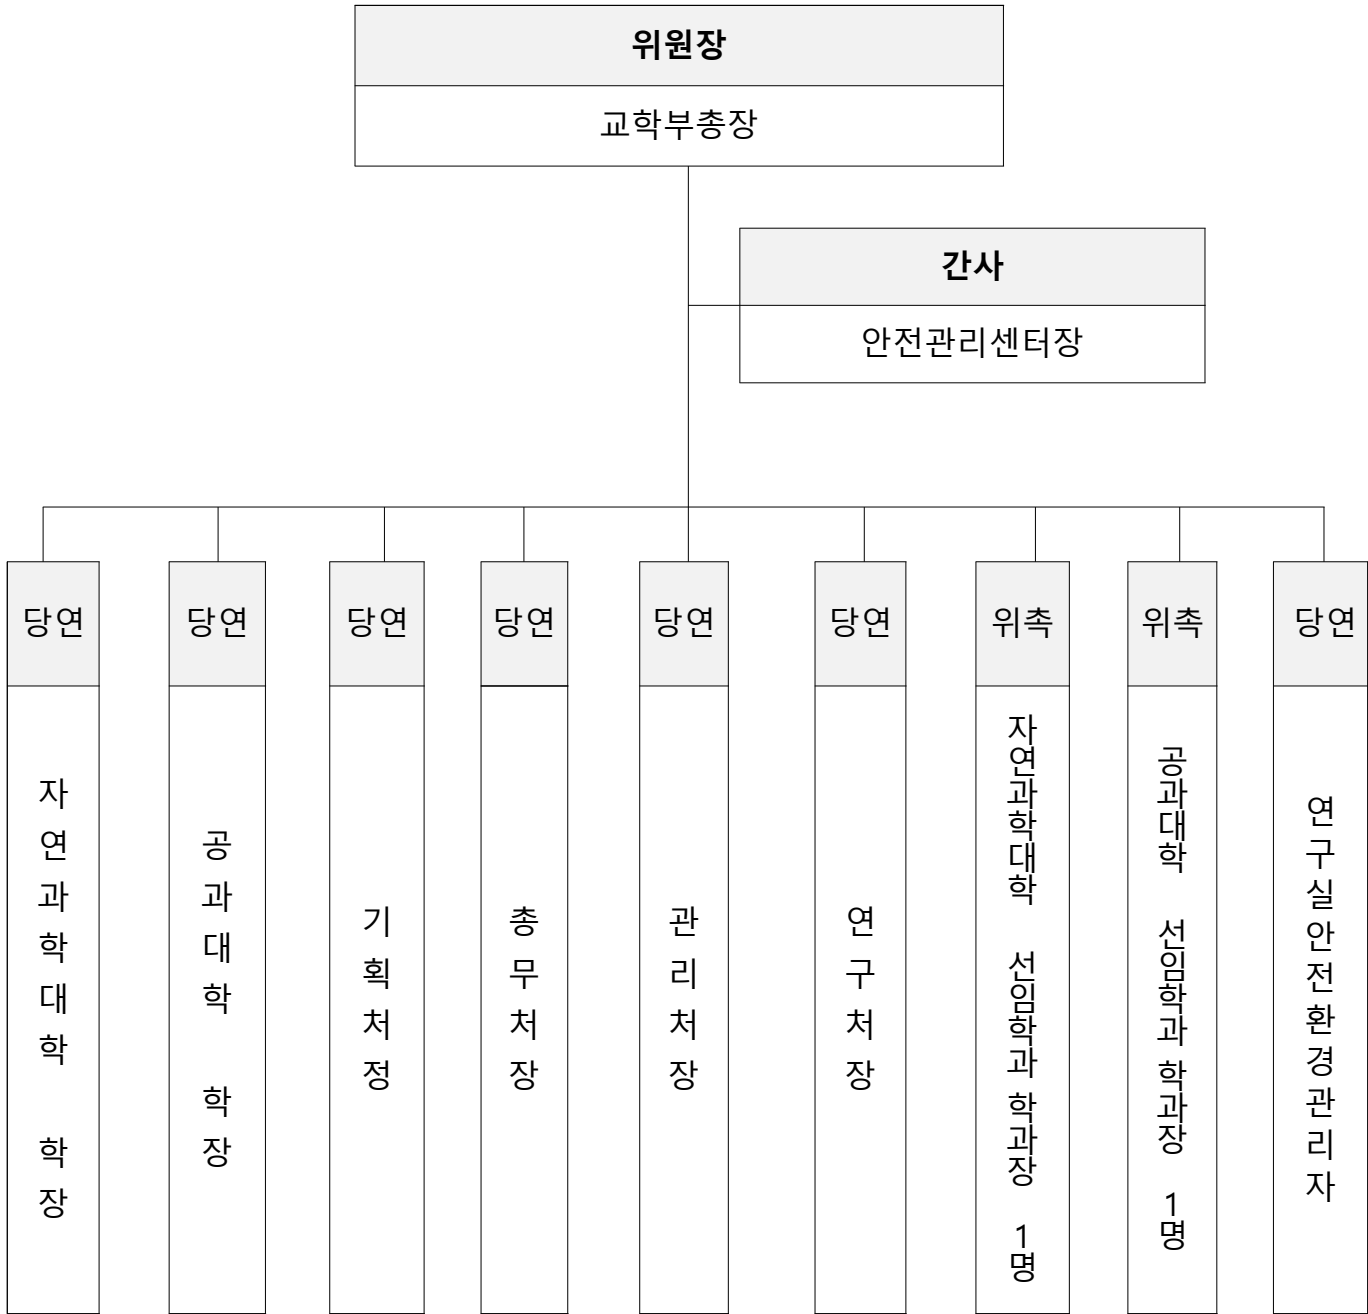 위원장
교학부총장
간사
안전관리센터장
당연
자연과학대학 학장
당연
공과대학 학장
당연
기획처정
당연
총무처장
당연
관리처장
당연
연구처장
위촉
자연과학대학 선임학과 학과장 1명
위촉
공과대학 선임학과 학과장 1명
당연
연구실안전환경관리자